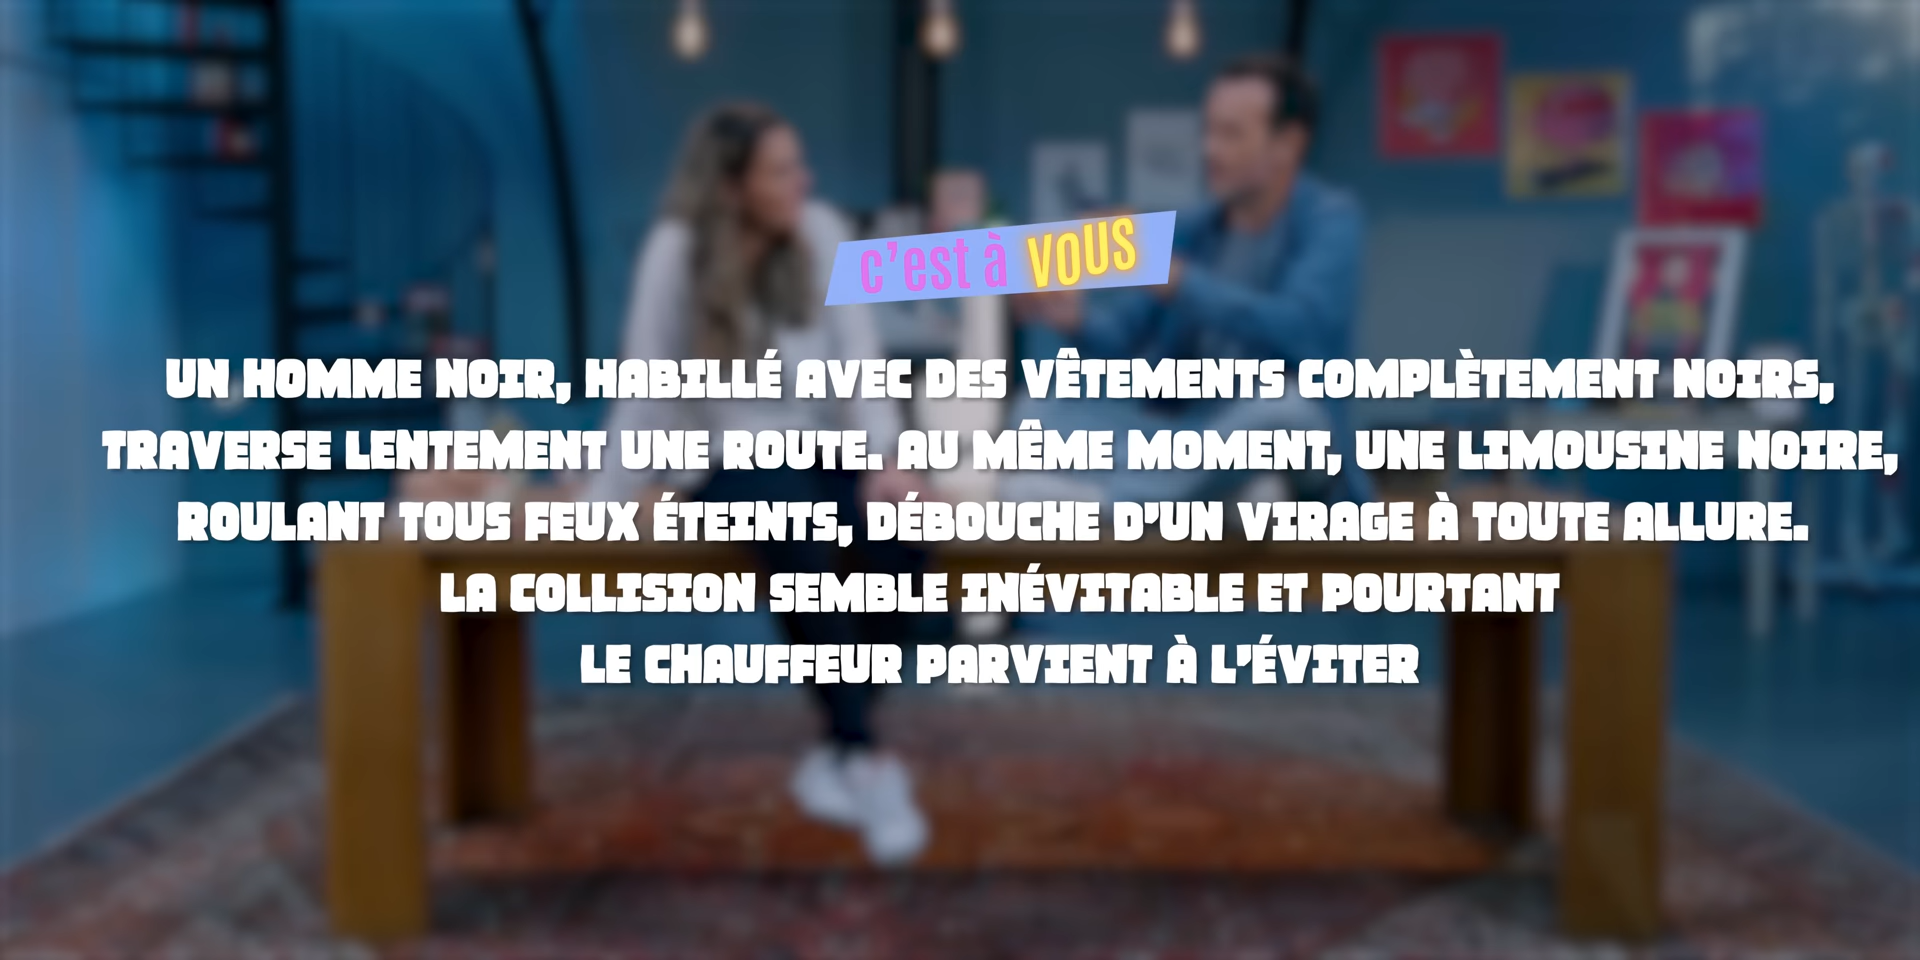 c'est à VOUS
UN HOMME NOIR, HABILLÉ AVEC DES VÊTEMENTS COMPLÈTEMENT NOIRS,
TRAVERSE LENTEMENT UNE ROUTE. AU MÊME MOMENT, UNE LIMOUSINE NOIRE,
ROULANT TOUS FEUX ÉTEINTS, DÉBOUCHE D'UN VIRAGE À TOUTE ALLURE.
LA COLLISION SEMBLE INÉVITABLE ET POURTANT
LE CHAUFFEUR PARVIENT À L'ÉVITER